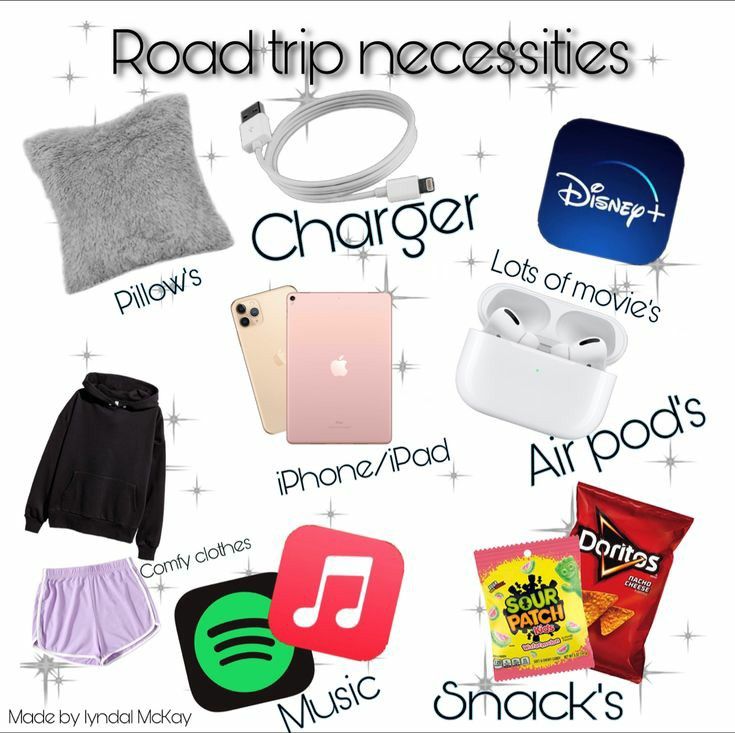 Road trip necessities
Charger
Disney+
Pillow's
Lots of movie's
iPhone/iPad
Air pod's
Comfy clothes
Doritos
NACHO
CHEESE
SOUR
PATCH
Kids
Watermelon
Music
Snack's
Made by lyndal McKay